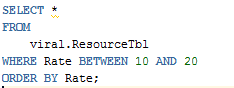 SELECT *
FROM
viral.ResourceTbl
WHERE Rate BETWEEN 10 AND 20
ORDER BY Rate;